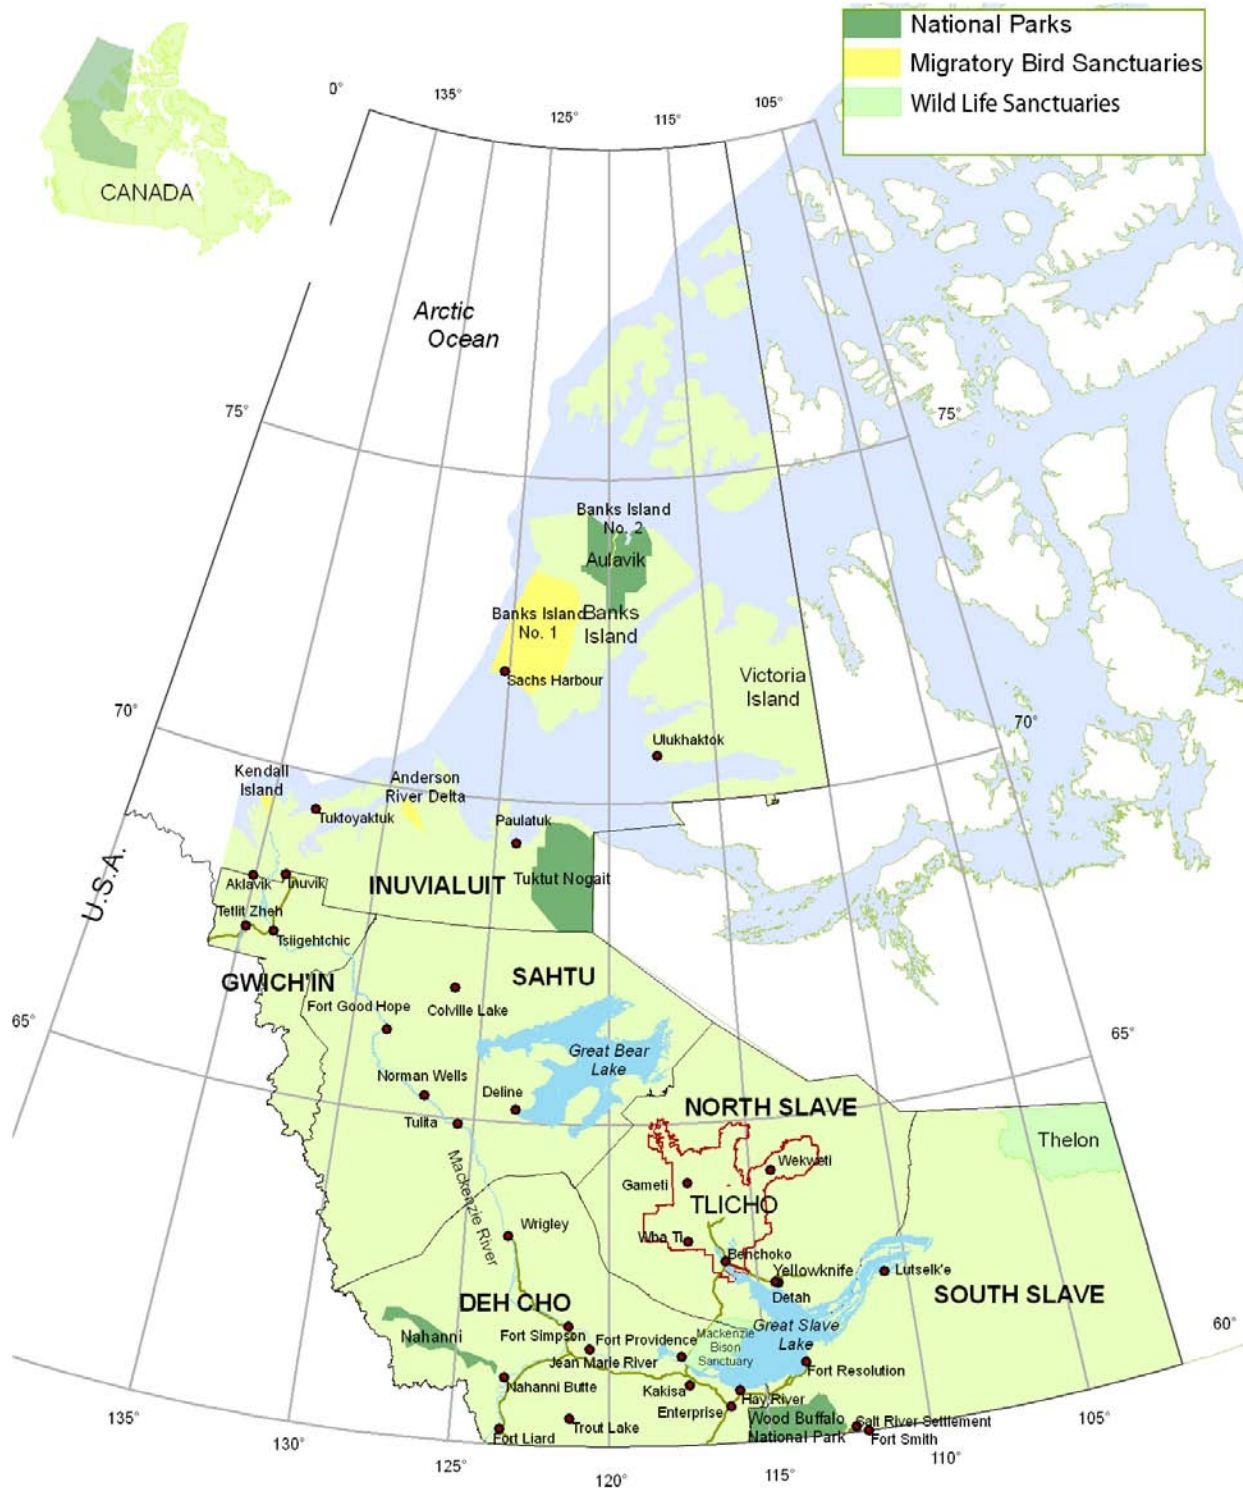 National Parks
Migratory Bird Sanctuaries
Wild Life Sanctuaries
CANADA
0°
135°
125°
115°
105°
Arctic
Ocean
75°
75°
Banks Island
No. 2
Aulavik
Banks Island
No. 1
Banks
Island
Sachs Harbour
Victoria
Island
70°
70°
Ulukhaktok
Kendall
Island
Anderson
River Delta
Tuktoyaktuk
Paulatuk
U.S.A.
Aklavik
Inuvik
INUVIALUIT
Tuktut Nogait
Tetlit Zheh
Tsiigehtchic
GWICH'IN
SAHTU
Fort Good Hope
Colville Lake
65°
65°
Great Bear
Lake
Norman Wells
Deline
Tulita
NORTH SLAVE
Thelon
Mackenzie River
Wekweti
Gameti
TLICHO
Wrigley
Wha Ti
Benchoko
Yellowknife
Detah
Lutselk'e
DEH CHO
SOUTH SLAVE
Nahanni
Fort Simpson
Fort Providence
Mackenzie
Bison
Sanctuary
Great Slave
Lake
60°
Jean Marie River
Fort Resolution
Nahanni Butte
Kakisa
Hay River
Enterprise
Wood Buffalo
National Park
Salt River Settlement
Fort Smith
Trout Lake
Fort Liard
135°
130°
125°
120°
115°
110°
105°